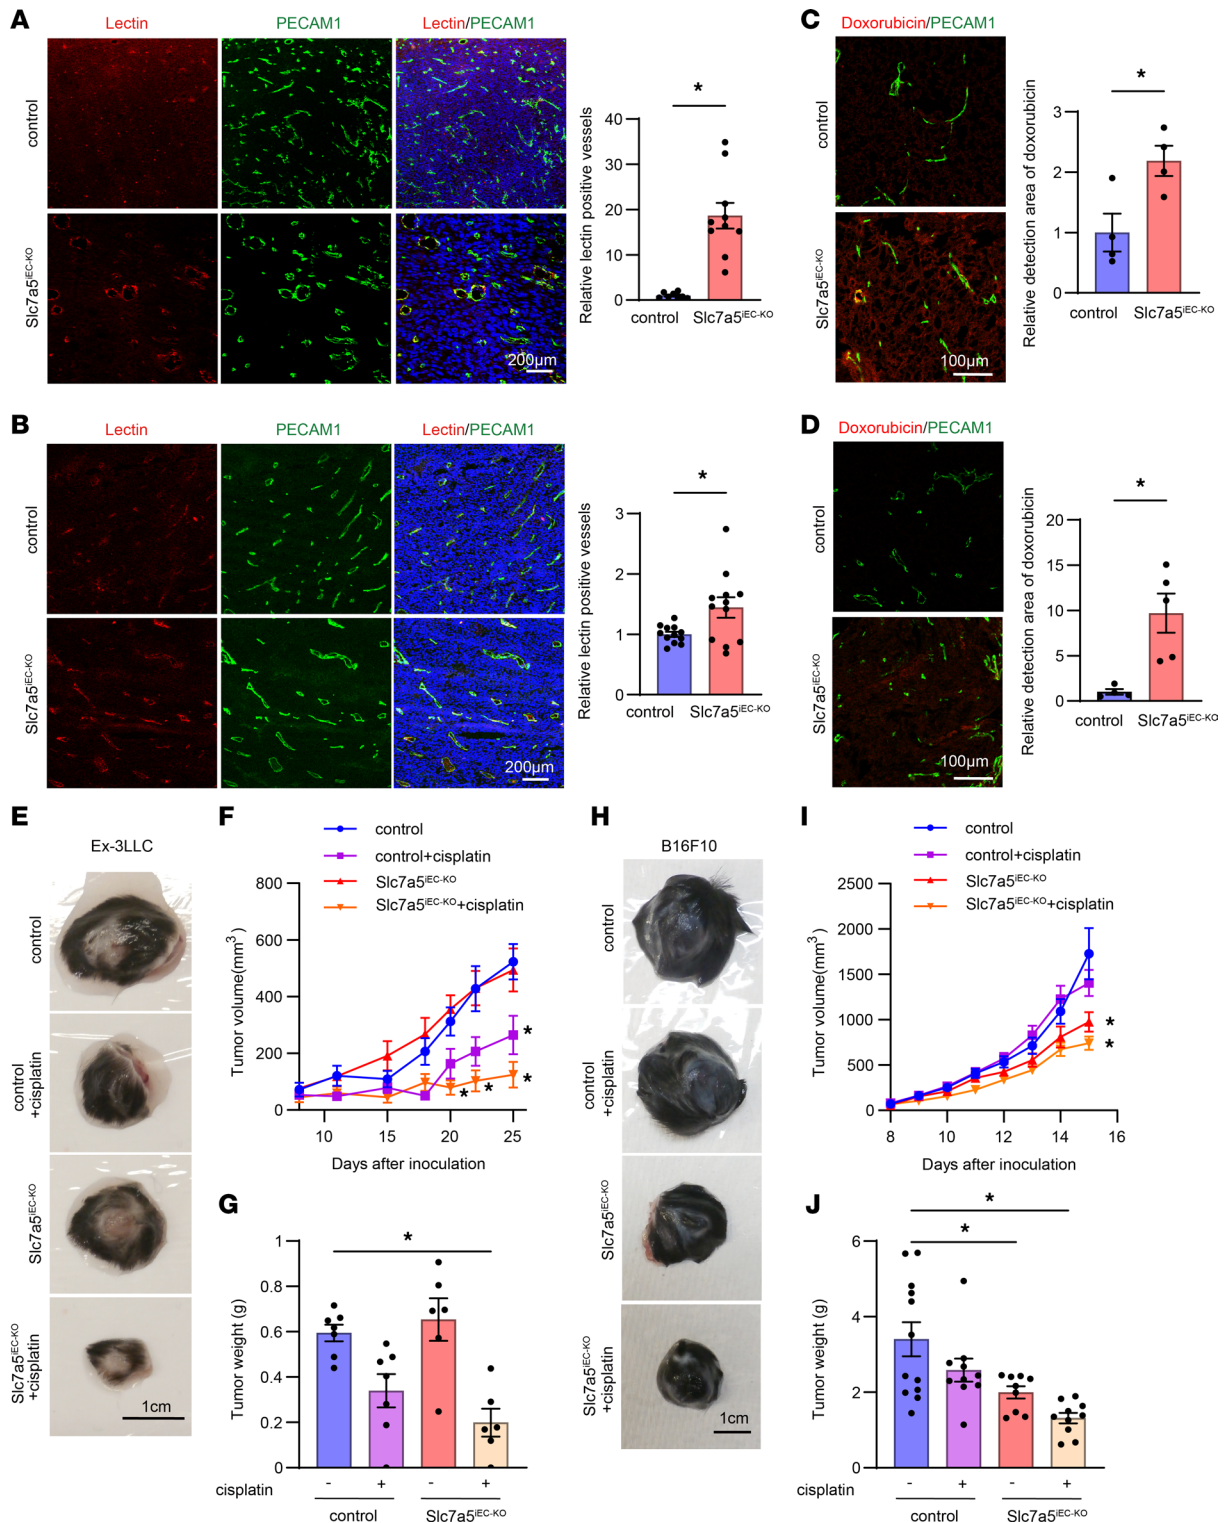 A
Lectin
PECAM1
Lectin/PECAM1
control
Slc7a5iEC-KO
200µm
Relative lectin positive vessels
40
30
20
10
0
*
control
Slc7a5iEC-KO
C
Doxorubicin/PECAM1
control
Slc7a5iEC-KO
100µm
Relative detection area of doxorubicin
3
2
1
0
*
control
Slc7a5iEC-KO
B
Lectin
PECAM1
Lectin/PECAM1
control
Slc7a5iEC-KO
200µm
Relative lectin positive vessels
3
2
1
0
*
control
Slc7a5iEC-KO
D
Doxorubicin/PECAM1
control
Slc7a5iEC-KO
100µm
Relative detection area of doxorubicin
20
15
10
5
0
*
control
Slc7a5iEC-KO
E
Ex-3LLC
control
control
+cisplatin
Slc7a5iEC-KO
Slc7a5iEC-KO
+cisplatin
1cm
F
control
control+cisplatin
Slc7a5iEC-KO
Slc7a5iEC-KO+cisplatin
Tumor volume(mm3)
800
600
400
200
0
*
*
*
*
10
15
20
25
Days after inoculation
G
Tumor weight (g)
1
0.8
0.6
0.4
0.2
0
*
cisplatin
-
+
-
+
control
Slc7a5iEC-KO
H
B16F10
control
control
+cisplatin
Slc7a5iEC-KO
Slc7a5iEC-KO
+cisplatin
1cm
I
control
control+cisplatin
Slc7a5iEC-KO
Slc7a5iEC-KO+cisplatin
Tumor volume(mm3)
2500
2000
1500
1000
500
0
*
*
8
10
12
14
16
Days after inoculation
J
Tumor weight (g)
6
4
2
0
*
*
cisplatin
-
+
-
+
control
Slc7a5iEC-KO